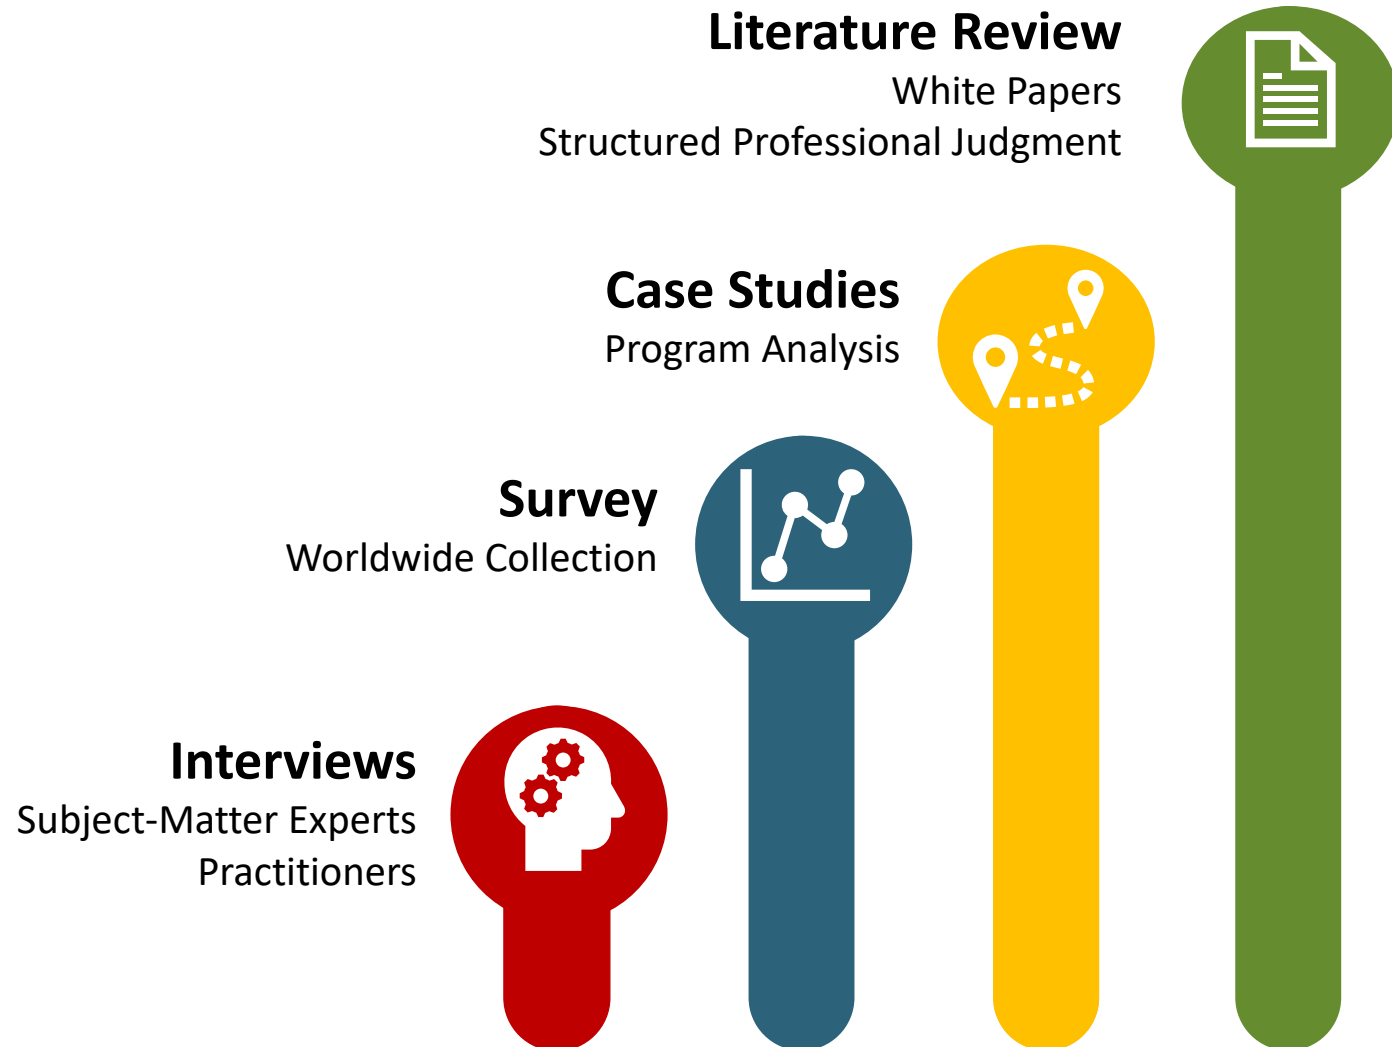 Literature Review
White Papers
Structured Professional Judgment
Case Studies
Program Analysis
Survey
Worldwide Collection
Interviews
Subject-Matter Experts
Practitioners